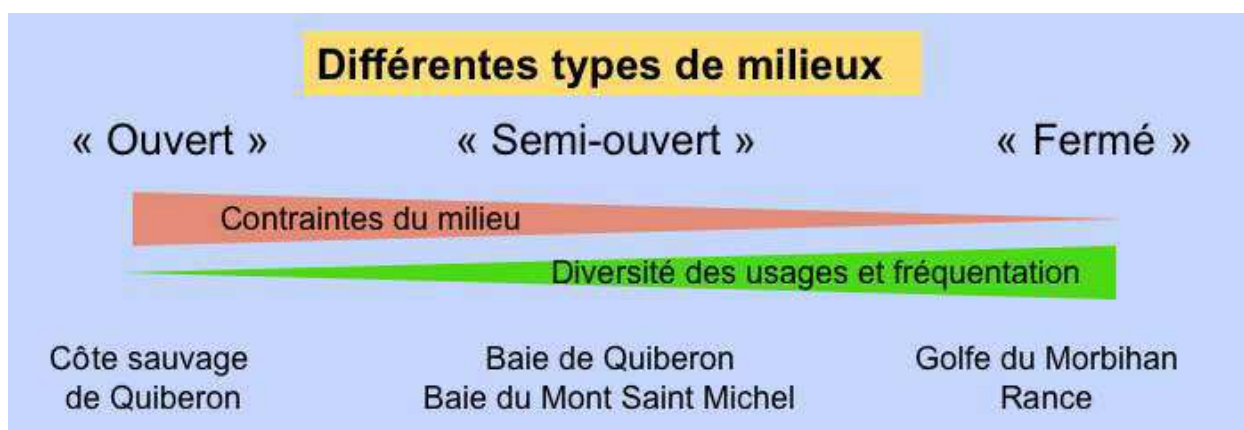 Différentes types de milieux
« Ouvert » « Semi-ouvert » « Fermé »
Contraintes du milieu
Diversité des usages et fréquentation
Côte sauvage
de Quiberon
Baie de Quiberon
Baie du Mont Saint Michel
Golfe du Morbihan
Rance